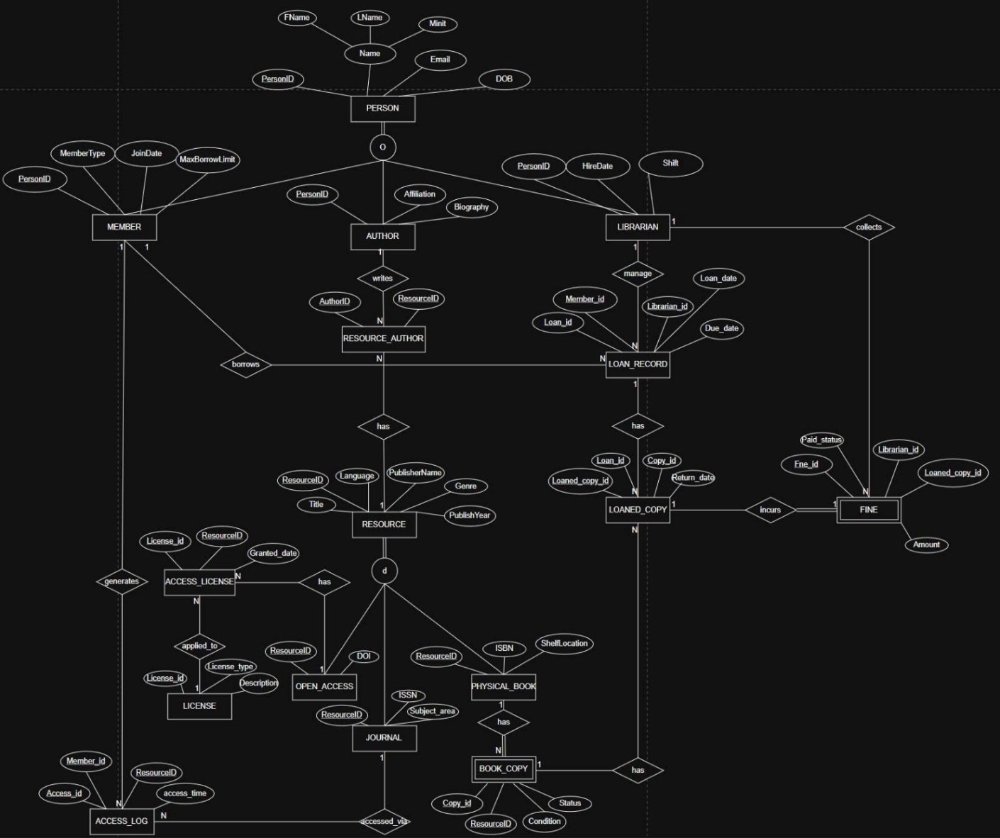 FName
LName
Minit
Name
Email
PersonID
DOB
PERSON
O
MemberType
JoinDate
MaxBorrowLimit
PersonID
PersonID
HireDate
Shift
PersonID
Affiliation
Biography
MEMBER
AUTHOR
LIBRARIAN
1
collects
1
1
1
1
writes
manage
Loan_date
AuthorID
ResourceID
Member_id
Librarian_id
Loan_id
Due_date
N
RESOURCE_AUTHOR
N
N
borrows
N
LOAN_RECORD
1
has
has
Paid_status
Librarian_id
Fne_id
Loaned_copy_id
Loan_id
Copy_id
Loaned_copy_id
Return_date
ResourceID
Language
PublisherName
Genre
Title
PublishYear
1
RESOURCE
N
LOANED_COPY
1
incurs
1
N
FINE
N
Amount
License_id
ResourceID
Granted_date
d
generates
ACCESS_LICENSE
N
has
N
applied_to
License_type
License_id
Description
1
LICENSE
ResourceID
DOI
1
OPEN_ACCESS
ResourceID
ISBN
ShelfLocation
PHYSICAL_BOOK
1
ISSN
Subject_area
ResourceID
JOURNAL
1
has
N
BOOK_COPY
1
has
Copy_id
ResourceID
Condition
Status
Member_id
ResourceID
Access_id
access_time
N
ACCESS_LOG
N
accessed_via